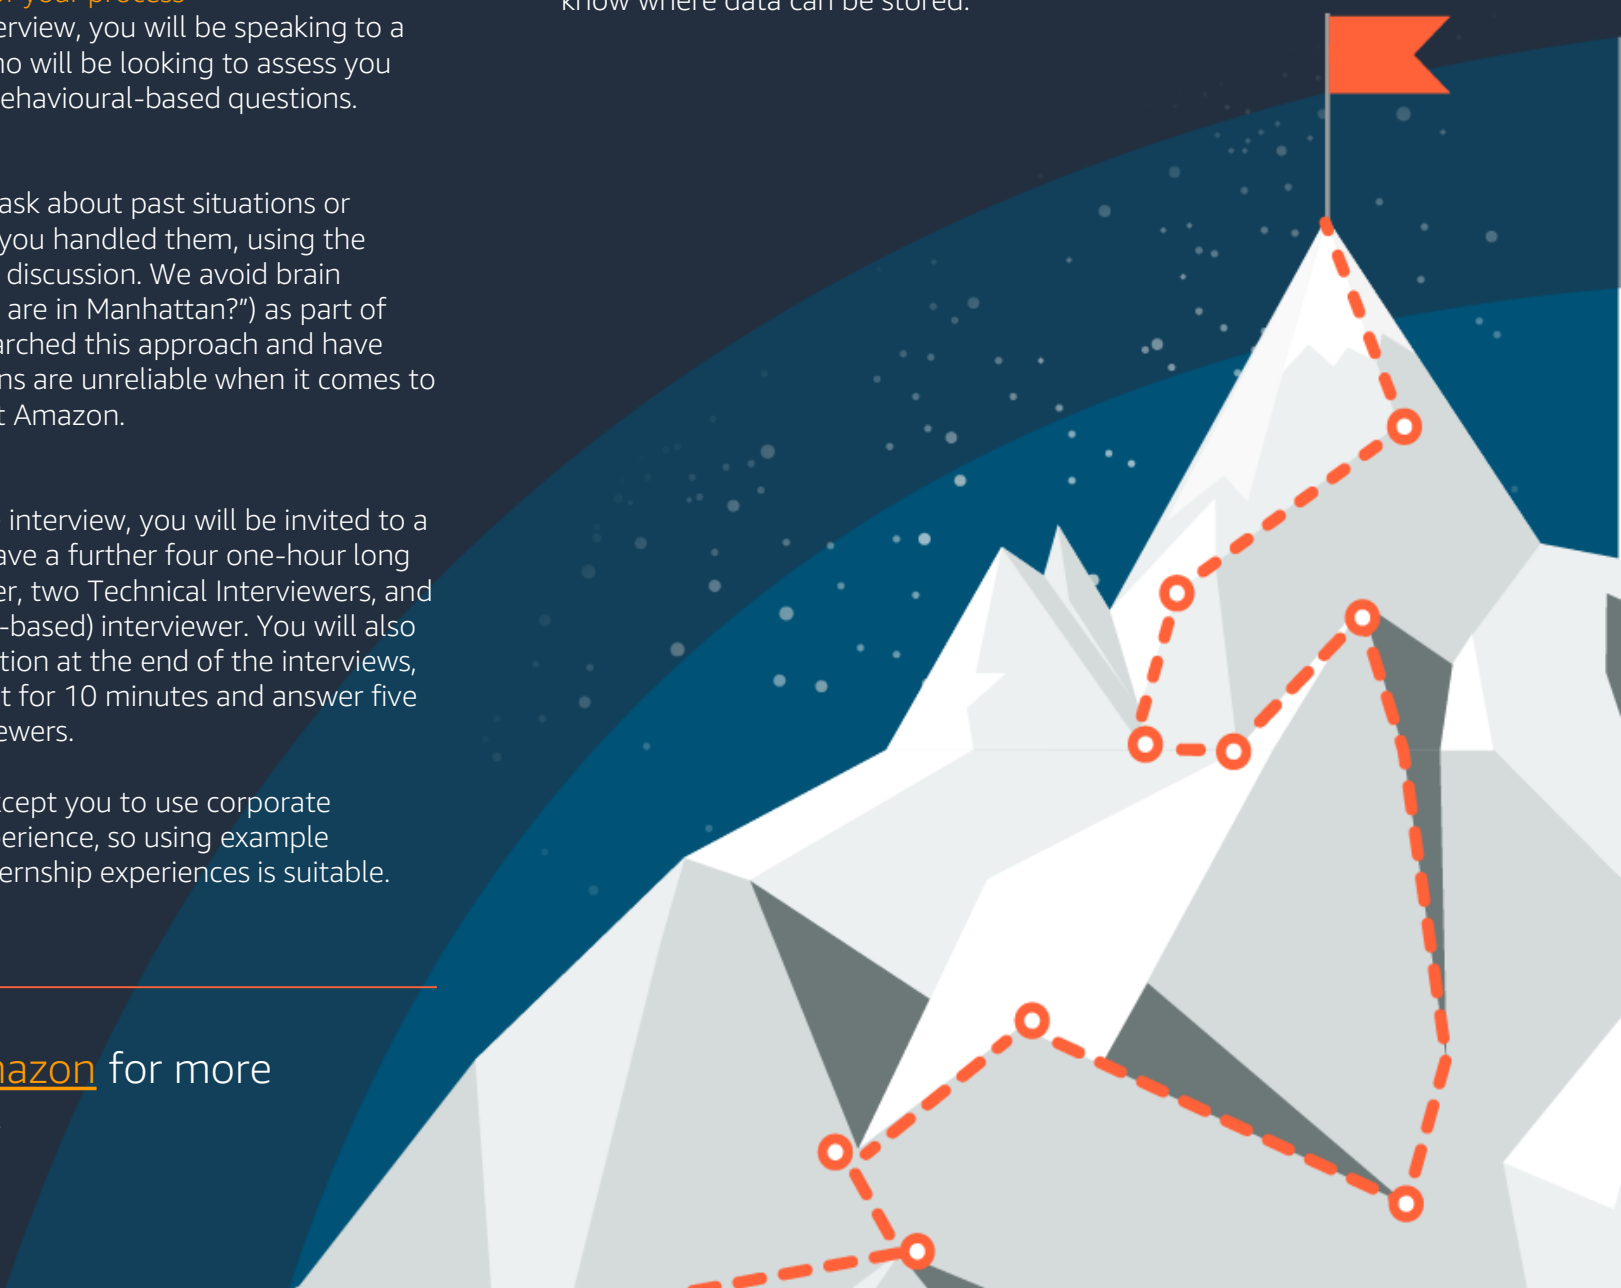 your process
erview, you will be speaking to a
will be looking to assess you
ehavioural-based questions.
ask about past situations or
you handled them, using the
discussion. We avoid brain
are in Manhattan?") as part of
arched this approach and have
ns are unreliable when it comes to
t Amazon.
interview, you will be invited to a
ave a further four one-hour long
er, two Technical Interviewers, and
-based) interviewer. You will also
tion at the end of the interviews,
t for 10 minutes and answer five
ewers.
cept you to use corporate
erience, so using example
ernship experiences is suitable.
azon for more
know where data can be stored.